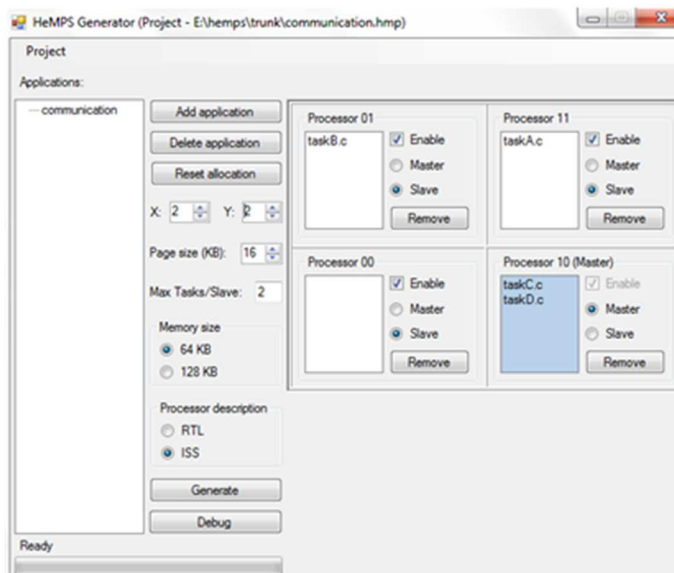 HeMPS Generator (Project - E:\hemps\trunk\communication.hmp)
Project
Applications:
communication
Add application
Delete application
Reset allocation
X: 2 Y: 2
Page size (KB): 16
Max Tasks/Slave: 2
Memory size
64 KB
128 KB
Processor description
RTL
ISS
Generate
Debug
Processor 01
taskB.c
Enable
Master
Slave
Remove
Processor 11
taskA.c
Enable
Master
Slave
Remove
Processor 00
Enable
Master
Slave
Remove
Processor 10 (Master)
taskC.c
taskD.c
Enable
Master
Slave
Remove
Ready